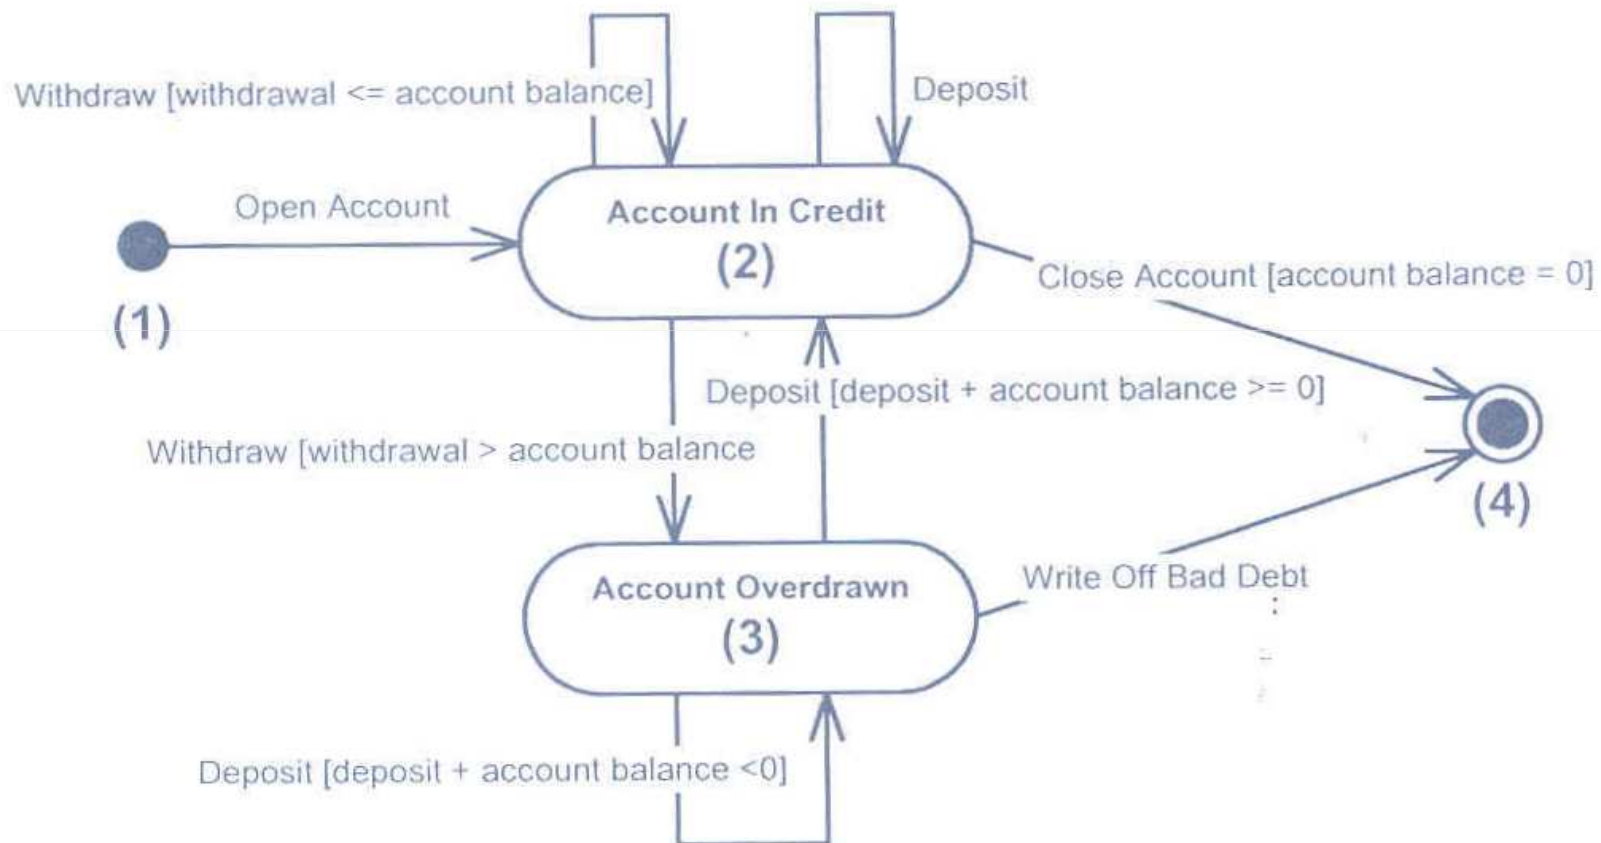 Withdraw [withdrawal <= account balance]
Deposit
Open Account
Account In Credit
(2)
Close Account [account balance = 0]
(1)
Deposit [deposit + account balance >= 0]
Withdraw [withdrawal > account balance
(4)
Account Overdrawn
(3)
Write Off Bad Debt
Deposit [deposit + account balance <0]